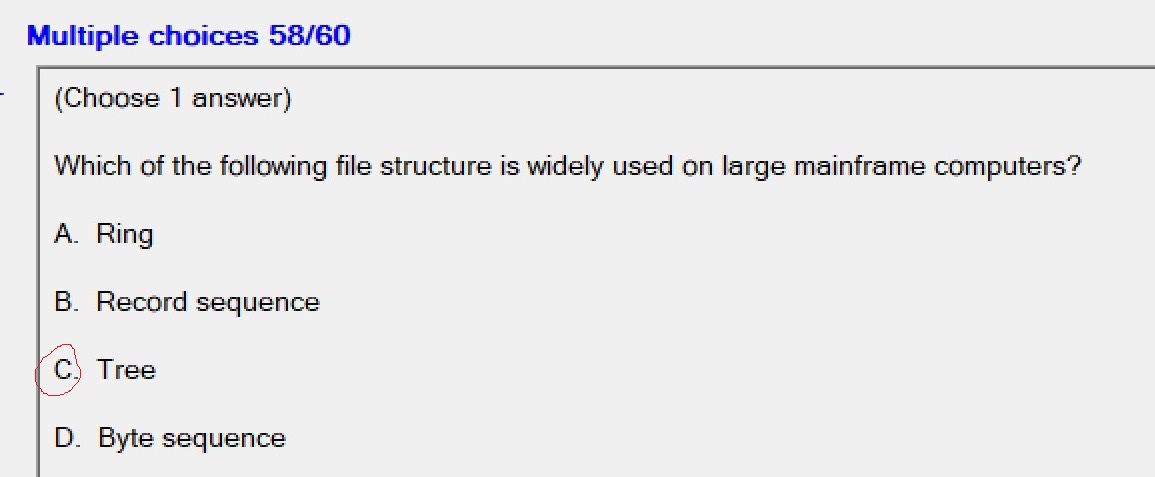 Multiple choices 58/60
(Choose 1 answer)
Which of the following file structure is widely used on large mainframe computers?
A. Ring
B. Record sequence
C. Tree
D. Byte sequence